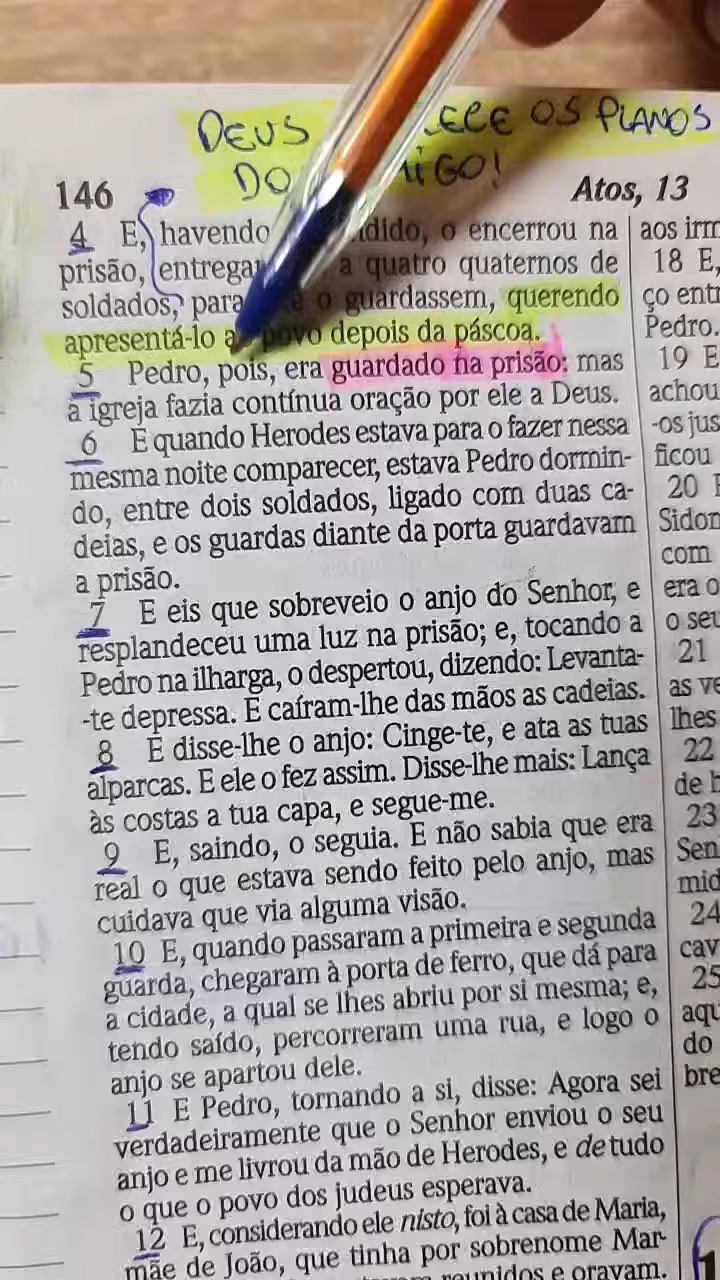 DEUS OS PLANOS
DO
146
Atos, 13
4 E, havendo o encerrou na
prisão, a quatro quaternos de
soldados, para o guardassem, querendo
apresentá-lo povo depois da páscoa.
5 Pedro, pois, era guardado na prisão: mas
a igreja fazia contínua oração por ele a Deus.
6 E quando Herodes estava para o fazer nessa
mesma noite comparecer, estava Pedro dormin-
do, entre dois soldados, ligado com duas ca-
deias, e os guardas diante da porta guardavam
a prisão.
7 E eis que sobreveio o anjo do Senhor, e
resplandeceu uma luz na prisão; e, tocando a
Pedro na ilharga, o despertou, dizendo: Levanta-
-te depressa. E caíram-lhe das mãos as cadeias.
8 E disse-lhe o anjo: Cinge-te, e ata as tuas
alparcas. E ele o fez assim. Disse-lhe mais: Lança
às costas a tua capa, e segue-me.
9 E, saindo, o seguia. E não sabia que era
real o que estava sendo feito pelo anjo, mas
cuidava que via alguma visão.
10 E, quando passaram a primeira e segunda
guarda, chegaram à porta de ferro, que dá para
a cidade, a qual se lhes abriu por si mesma; e,
tendo saído, percorreram uma rua, e logo o
anjo se apartou dele.
11 E Pedro, tornando a si, disse: Agora sei
verdadeiramente que o Senhor enviou o seu
anjo e me livrou da mão de Herodes, e de tudo
o que o povo dos judeus esperava.
12 E, considerando ele nisto, foi à casa de Maria,
mãe de João, que tinha por sobrenome Mar-
reunidos e oravam.
aos
18 E,
ço
Pedro.
19 E
achou
-os
ficou
20
com
era o
o seu
21
as
lhes
22
de
23
24
25
do